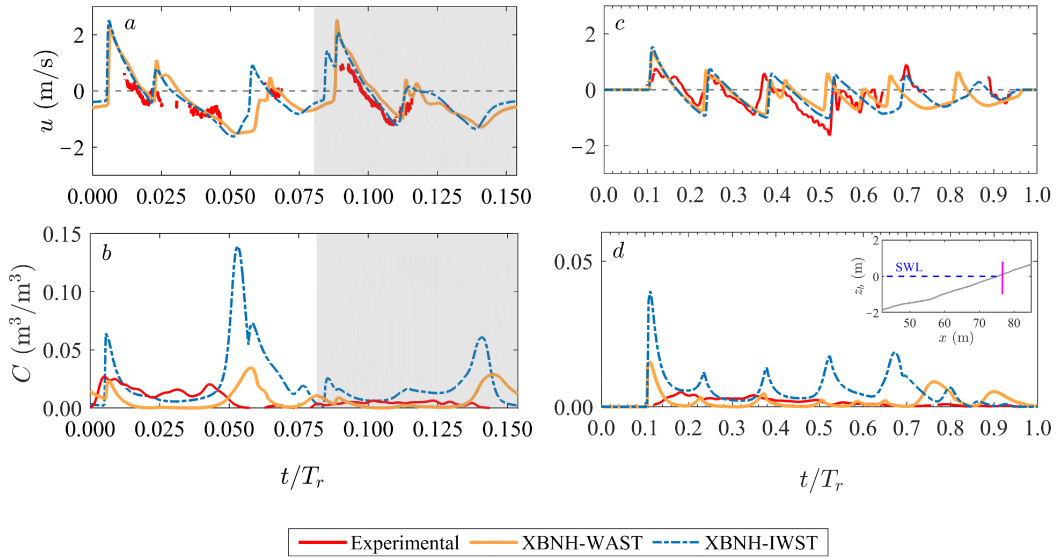 a
u (m/s)
2
0
−2
0.000 0.025 0.050 0.075 0.100 0.125 0.150
c
2
0
−2
0.0 0.1 0.2 0.3 0.4 0.5 0.6 0.7 0.8 0.9 1.0
b
C (m³/m³)
0.15
0.10
0.05
0.00
0.000 0.025 0.050 0.075 0.100 0.125 0.150
t/Tᵣ
d
0.05
0.00
0.0 0.1 0.2 0.3 0.4 0.5 0.6 0.7 0.8 0.9 1.0
t/Tᵣ
SWL
z_b (m)
2
0
−2
50 60 70 80
x (m)
Experimental XBNH-WAST XBNH-IWST